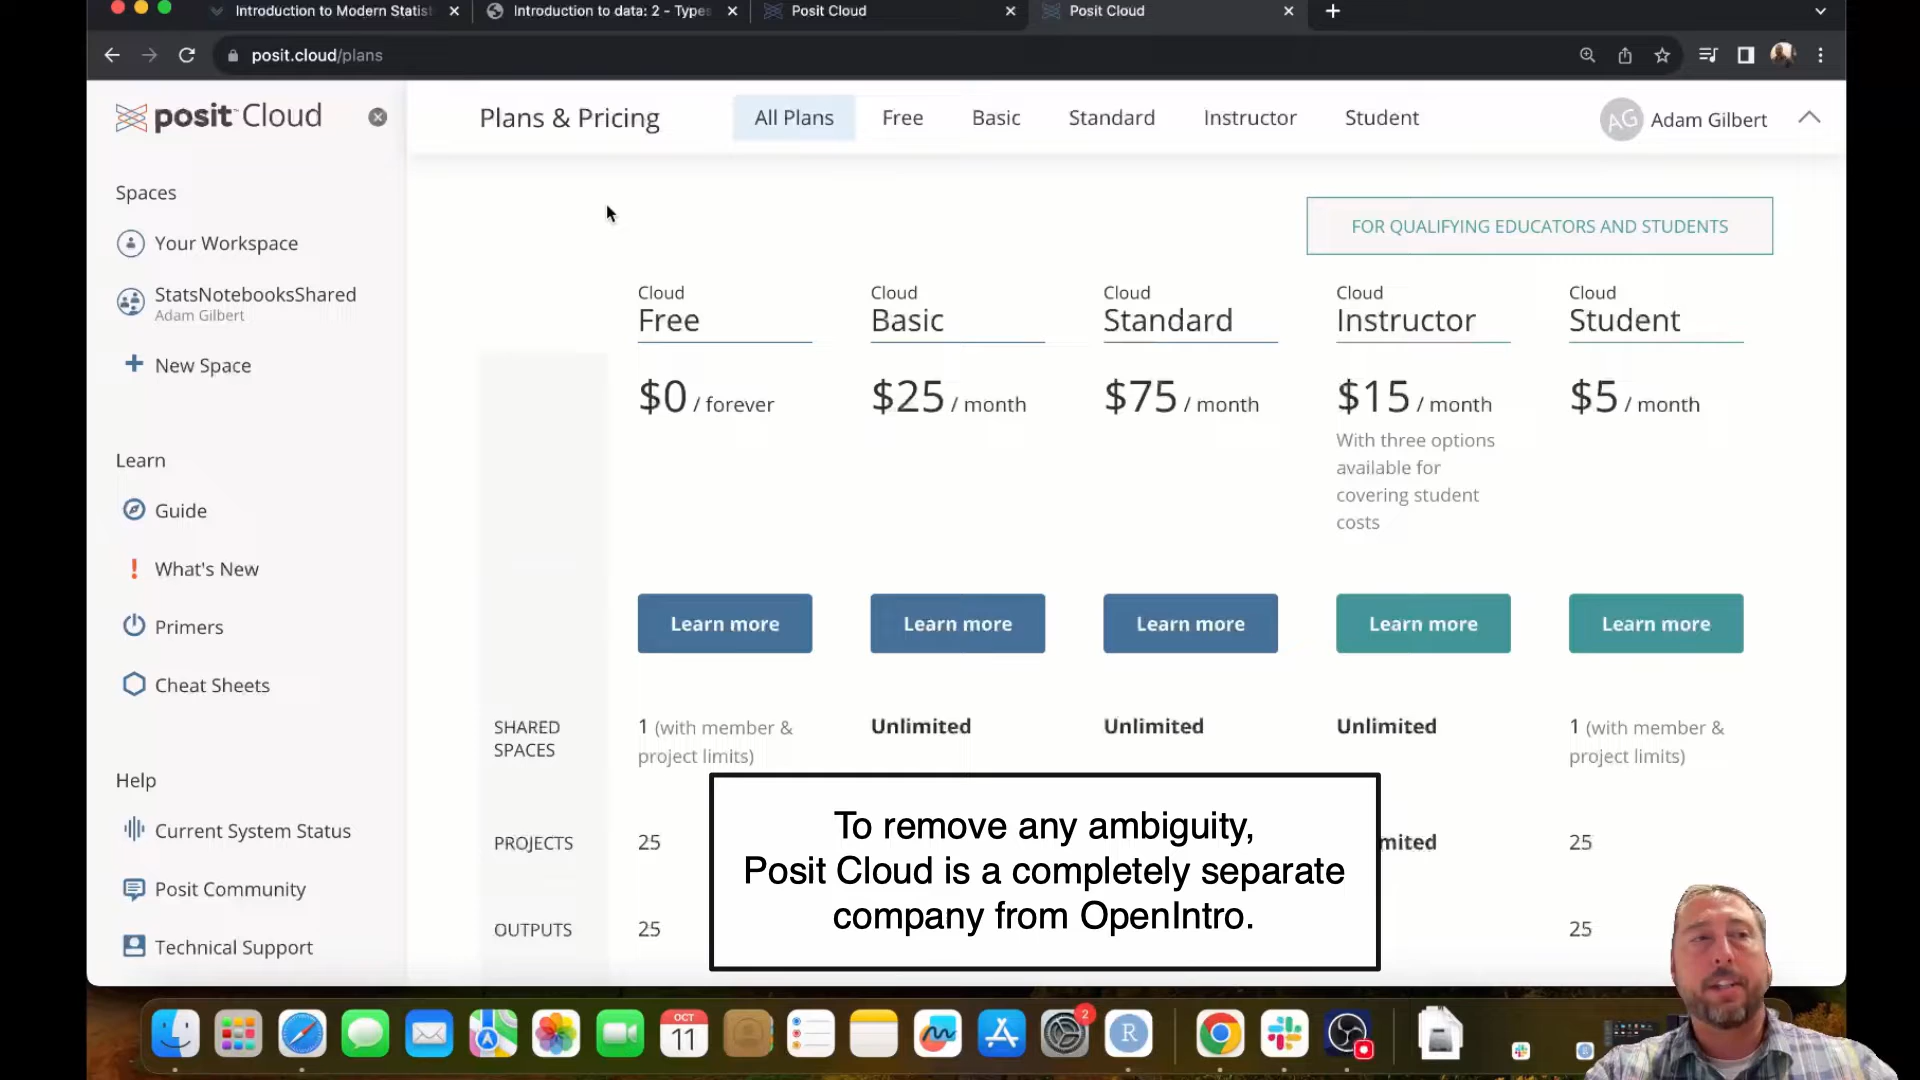 Introduction to Modern Statist
Introduction to data: 2 - Type
Posit Cloud
Posit Cloud
posit.cloud/plans
posit Cloud
Plans & Pricing
All Plans
Free
Basic
Standard
Instructor
Student
AG
Adam Gilbert
Spaces
Your Workspace
StatsNotebooksShared
Adam Gilbert
New Space
Learn
Guide
What's New
Primers
Cheat Sheets
Help
Current System Status
Posit Community
Technical Support
FOR QUALIFYING EDUCATORS AND STUDENTS
Cloud
Free
$0 / forever
Learn more
Cloud
Basic
$25 / month
Learn more
Cloud
Standard
$75 / month
Learn more
Cloud
Instructor
$15 / month
With three options
available for
covering student
costs
Learn more
Cloud
Student
$5 / month
Learn more
SHARED
SPACES
1 (with member &
project limits)
Unlimited
Unlimited
Unlimited
1 (with member &
project limits)
PROJECTS
25
mited
25
OUTPUTS
25
25
To remove any ambiguity,
Posit Cloud is a completely separate
company from OpenIntro.
OCT
11
2
R